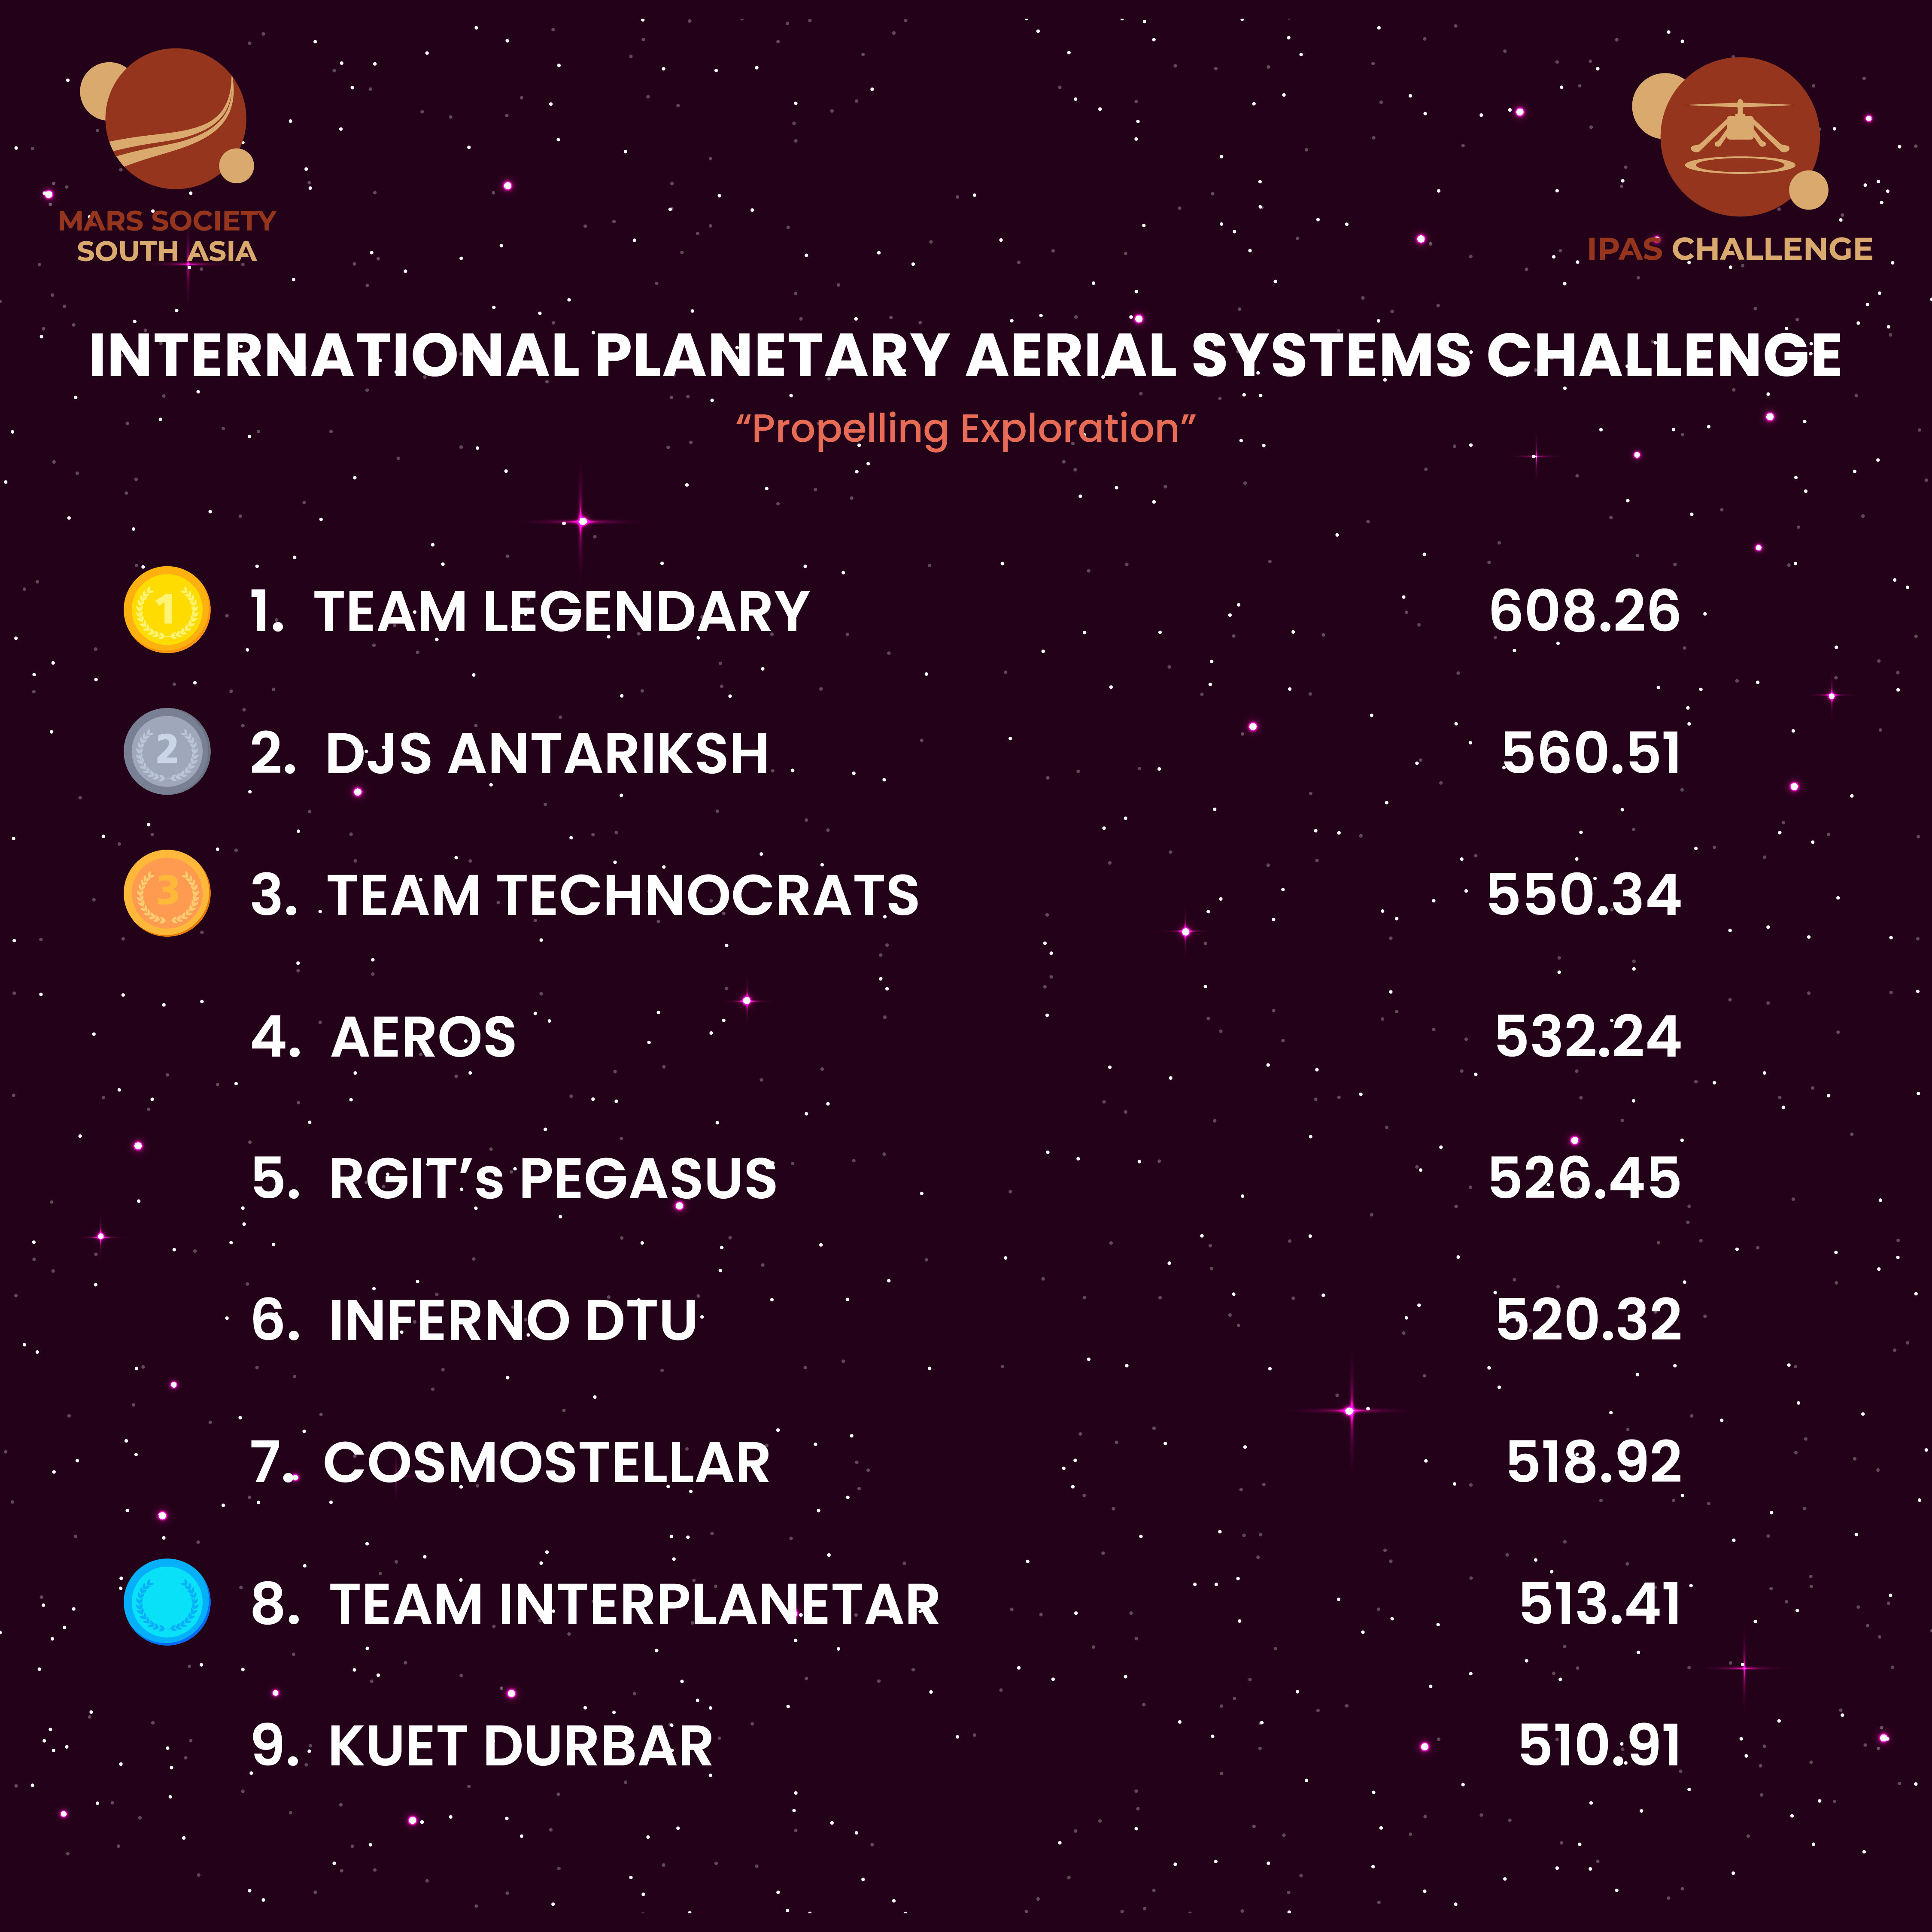 MARS SOCIETY
SOUTH ASIA
IPAS CHALLENGE
INTERNATIONAL PLANETARY AERIAL SYSTEMS CHALLENGE
“Propelling Exploration”
1 1. TEAM LEGENDARY 608.26
2 2. DJS ANTARIKSH 560.51
3 3. TEAM TECHNOCRATS 550.34
4. AEROS 532.24
5. RGIT’s PEGASUS 526.45
6. INFERNO DTU 520.32
7. COSMOSTELLAR 518.92
8. TEAM INTERPLANETAR 513.41
9. KUET DURBAR 510.91